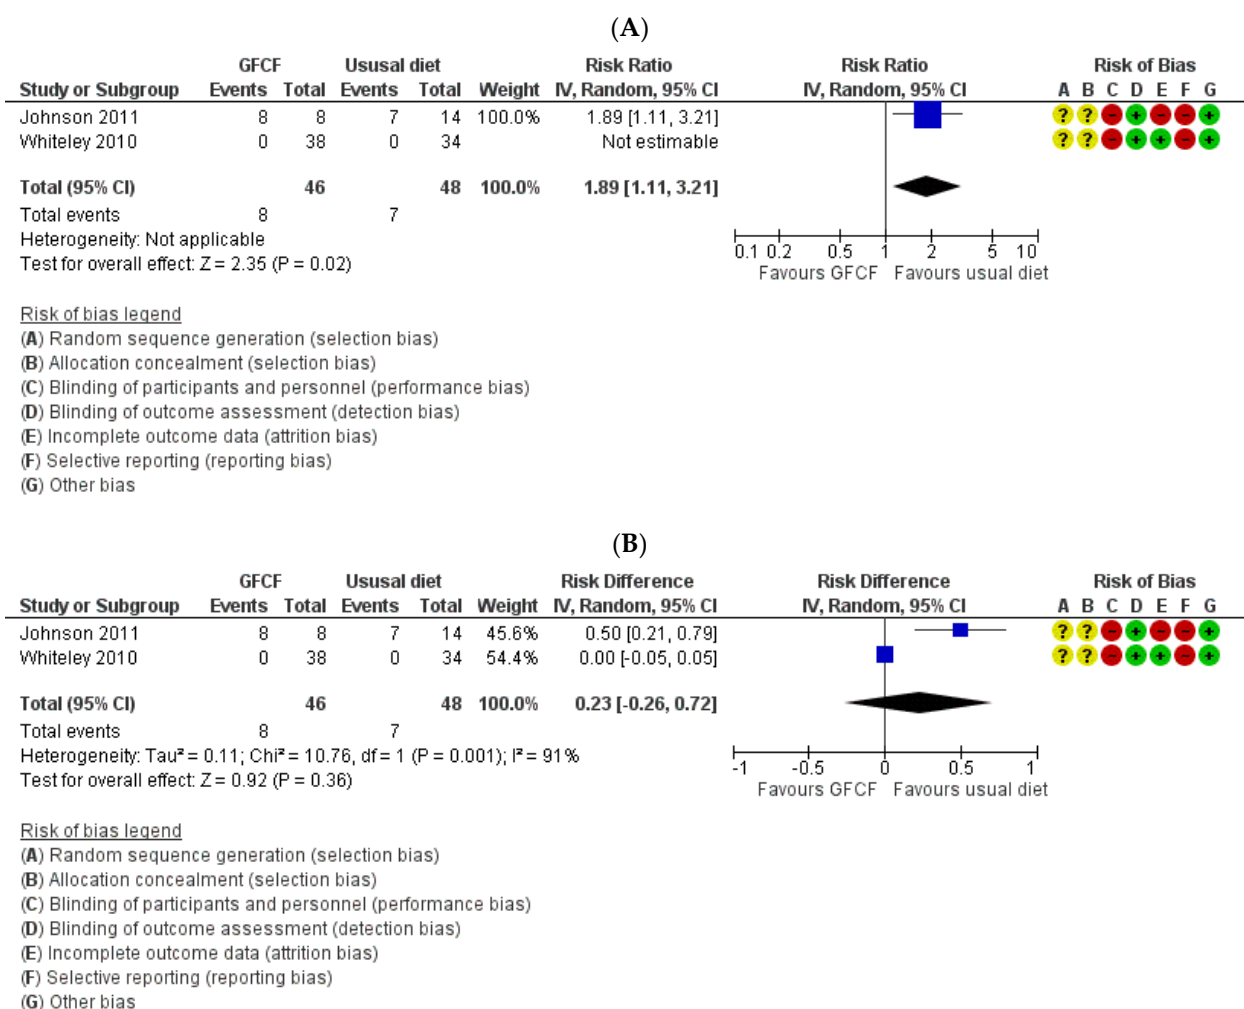 (A)
GFCF Ususal diet Risk Ratio Risk Ratio Risk of Bias
Study or Subgroup Events Total Events Total Weight IV, Random, 95% CI IV, Random, 95% CI A B C D E F G
Johnson 2011 8 8 7 14 100.0% 1.89 [1.11, 3.21] ? ? - + - - +
Whiteley 2010 0 38 0 34 Not estimable ? ? - + + - +
Total (95% CI) 46 48 100.0% 1.89 [1.11, 3.21]
Total events 8 7
Heterogeneity: Not applicable
Test for overall effect: Z = 2.35 (P = 0.02)
0.1 0.2 0.5 1 2 5 10
Favours GFCF Favours usual diet
Risk of bias legend
(A) Random sequence generation (selection bias)
(B) Allocation concealment (selection bias)
(C) Blinding of participants and personnel (performance bias)
(D) Blinding of outcome assessment (detection bias)
(E) Incomplete outcome data (attrition bias)
(F) Selective reporting (reporting bias)
(G) Other bias
(B)
GFCF Ususal diet Risk Difference Risk Difference Risk of Bias
Study or Subgroup Events Total Events Total Weight IV, Random, 95% CI IV, Random, 95% CI A B C D E F G
Johnson 2011 8 8 7 14 45.6% 0.50 [0.21, 0.79] ? ? - + - - +
Whiteley 2010 0 38 0 34 54.4% 0.00 [-0.05, 0.05] ? ? - + + - +
Total (95% CI) 46 48 100.0% 0.23 [-0.26, 0.72]
Total events 8 7
Heterogeneity: Tau² = 0.11; Chi² = 10.76, df = 1 (P = 0.001); I² = 91%
Test for overall effect: Z = 0.92 (P = 0.36)
-1 -0.5 0 0.5 1
Favours GFCF Favours usual diet
Risk of bias legend
(A) Random sequence generation (selection bias)
(B) Allocation concealment (selection bias)
(C) Blinding of participants and personnel (performance bias)
(D) Blinding of outcome assessment (detection bias)
(E) Incomplete outcome data (attrition bias)
(F) Selective reporting (reporting bias)
(G) Other bias